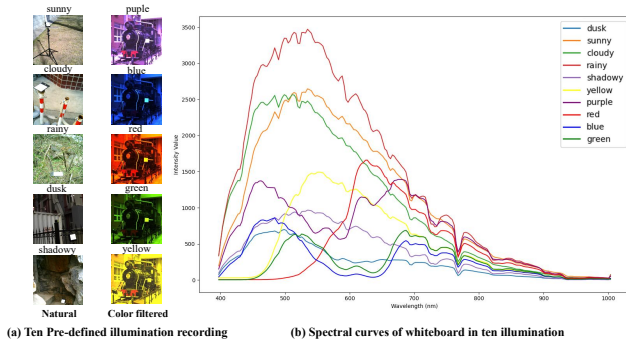 sunny
puple
cloudy
blue
rainy
red
dusk
green
shadowy
yellow
Natural
Color filtered
(a) Ten Pre-defined illumination recording
Intensity Value
3500
3000
2500
2000
1500
1000
500
0
400
500
600
700
800
900
1000
Wavelength (nm)
dusk
sunny
cloudy
rainy
shadowy
yellow
purple
red
blue
green
(b) Spectral curves of whiteboard in ten illumination